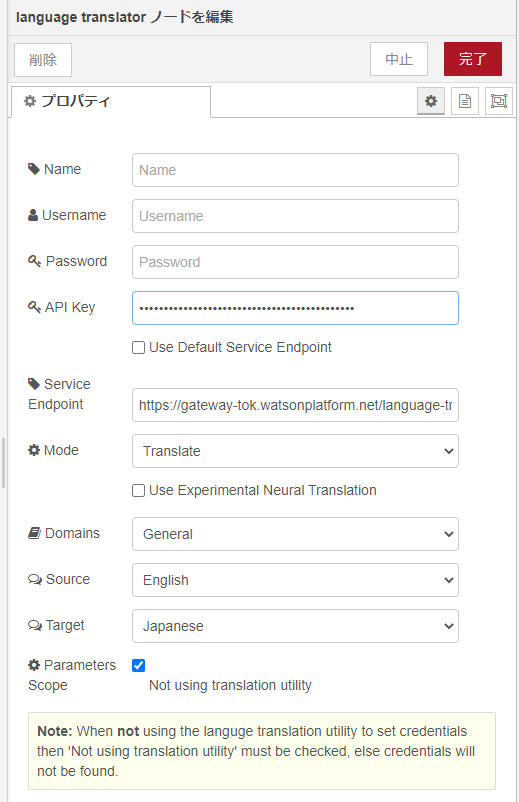 language translator ノードを編集
削除
中止
完了
プロパティ
Name
Name
Username
Username
Password
Password
API Key
••••••••••••••••••••••••••••••••••••••••••••
Use Default Service Endpoint
Service
Endpoint
https://gateway-tok.watsonplatform.net/language-tr
Mode
Translate
Use Experimental Neural Translation
Domains
General
Source
English
Target
Japanese
Parameters
Scope
Not using translation utility
Note: When not using the languge translation utility to set credentials
then 'Not using translation utility' must be checked, else credentials will
not be found.